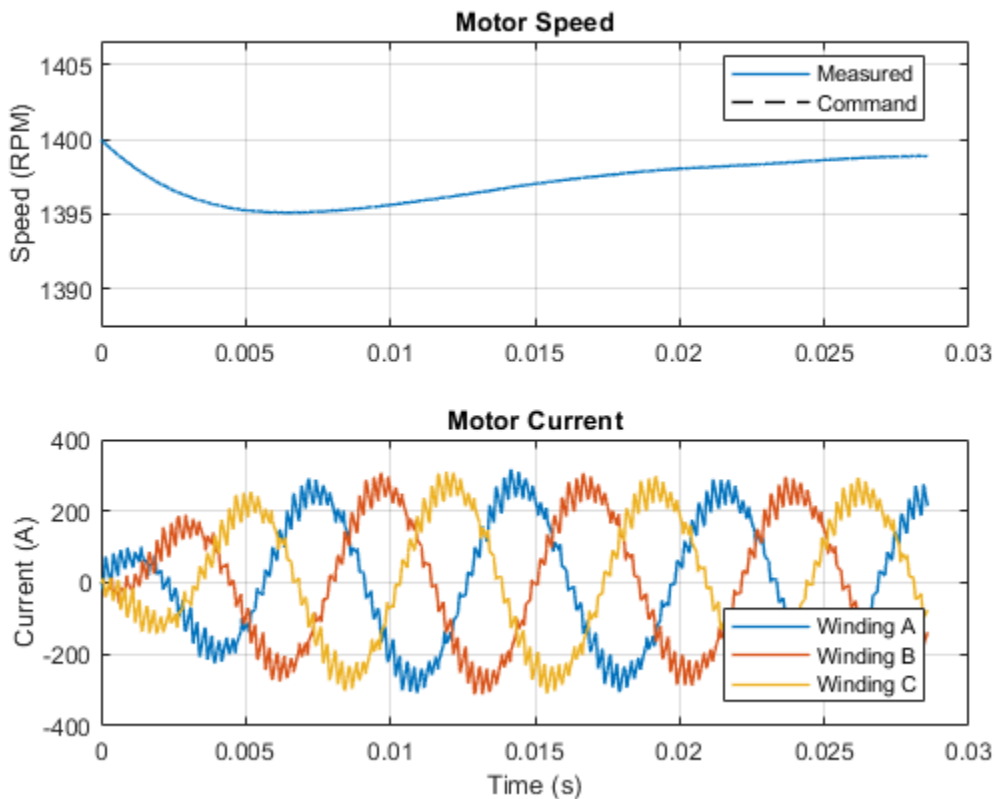 Motor Speed
Speed (RPM)
1405
1400
1395
1390
Measured
Command
0 0.005 0.01 0.015 0.02 0.025 0.03
Motor Current
Current (A)
400
200
0
-200
-400
Winding A
Winding B
Winding C
0 0.005 0.01 0.015 0.02 0.025 0.03
Time (s)